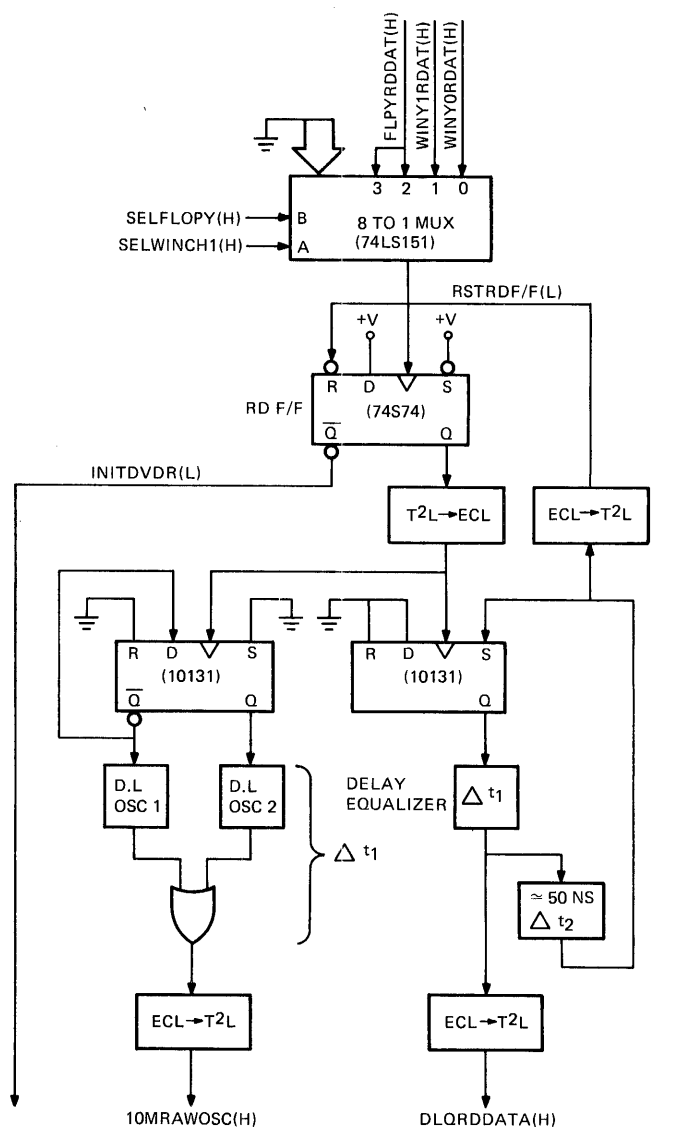 FLPYRDDAT(H)
WINY1RDAT(H)
WINY0RDAT(H)
3 2 1 0
SELFLOPY(H)
B
8 TO 1 MUX
SELWINCH1(H)
A
(74LS151)
RSTRDF/F(L)
+V
+V
R D S
RD F/F
(74S74)
Q Q
INITDVDR(L)
T²L→ECL
ECL→T²L
R D S
(10131)
Q Q
R D S
(10131)
Q
D.L
OSC 1
D.L
OSC 2
△ t1
DELAY
EQUALIZER
△ t1
≃ 50 NS
△ t2
ECL→T²L
ECL→T²L
10MRAWOSC(H)
DLQRDDATA(H)